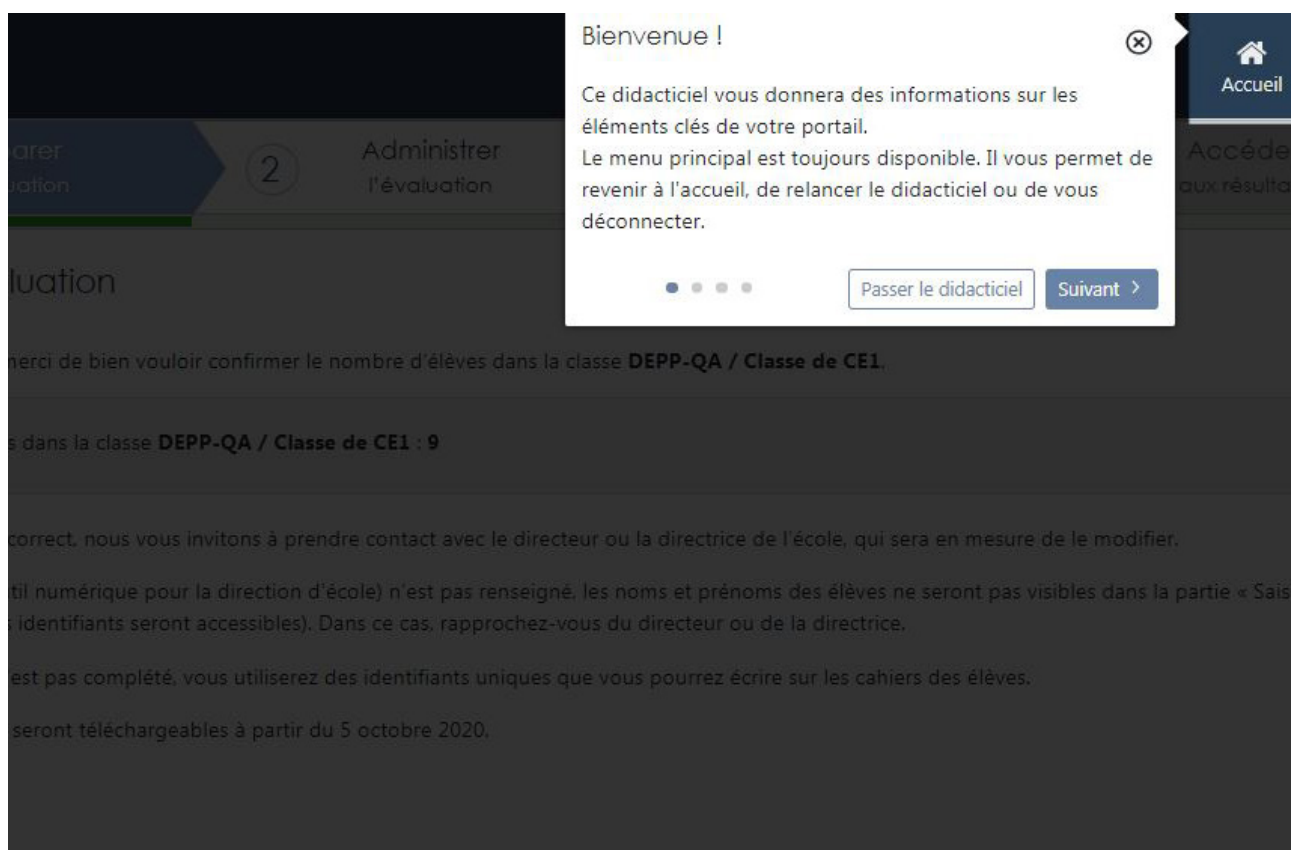 Bienvenue !
Accueil
Ce didacticiel vous donnera des informations sur les
éléments clés de votre portail.
Le menu principal est toujours disponible. Il vous permet de
revenir à l'accueil, de relancer le didacticiel ou de vous
déconnecter.
Passer le didacticiel
Suivant >
arer
uation
2
Administrer
l'évaluation
Accéde
aux résulta
luation
merci de bien vouloir confirmer le nombre d'élèves dans la classe DEPP-QA / Classe de CE1.
s dans la classe DEPP-QA / Classe de CE1 : 9
correct, nous vous invitons à prendre contact avec le directeur ou la directrice de l'école, qui sera en mesure de le modifier.
til numérique pour la direction d'école) n'est pas renseigné, les noms et prénoms des élèves ne seront pas visibles dans la partie « Sais
s identifiants seront accessibles). Dans ce cas, rapprochez-vous du directeur ou de la directrice.
est pas complété, vous utiliserez des identifiants uniques que vous pourrez écrire sur les cahiers des élèves.
seront téléchargeables à partir du 5 octobre 2020.